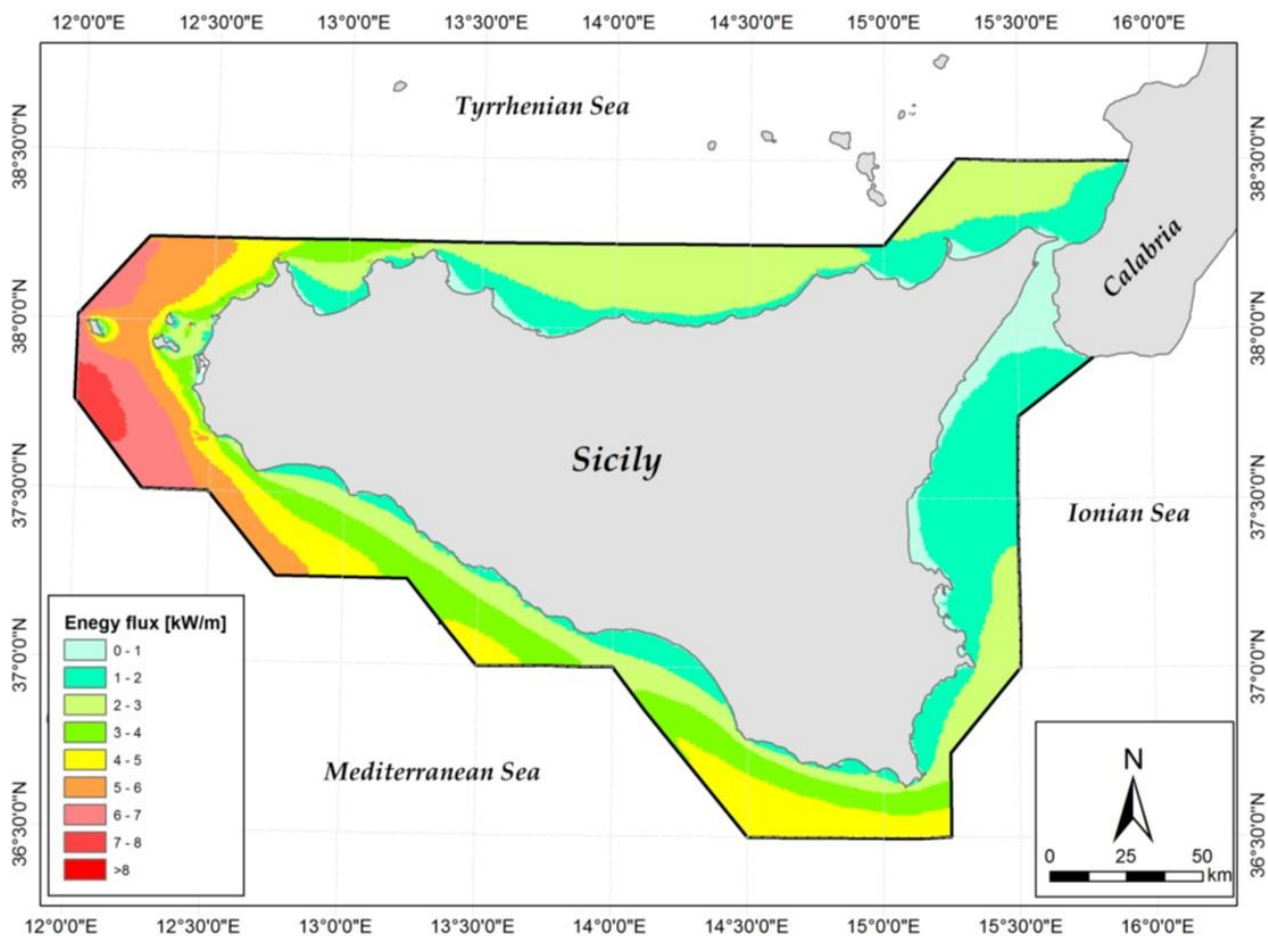 12°0'0"E 12°30'0"E 13°0'0"E 13°30'0"E 14°0'0"E 14°30'0"E 15°0'0"E 15°30'0"E 16°0'0"E
Tyrrhenian Sea
38°30'0"N
38°30'0"N
Calabria
38°0'0"N
38°0'0"N
Sicily
37°30'0"N
37°30'0"N
Ionian Sea
37°0'0"N
37°0'0"N
Mediterranean Sea
36°30'0"N
36°30'0"N
Enegy flux [kW/m]
0 - 1
1 - 2
2 - 3
3 - 4
4 - 5
5 - 6
6 - 7
7 - 8
>8
N
0 25 50
km
12°0'0"E 12°30'0"E 13°0'0"E 13°30'0"E 14°0'0"E 14°30'0"E 15°0'0"E 15°30'0"E 16°0'0"E